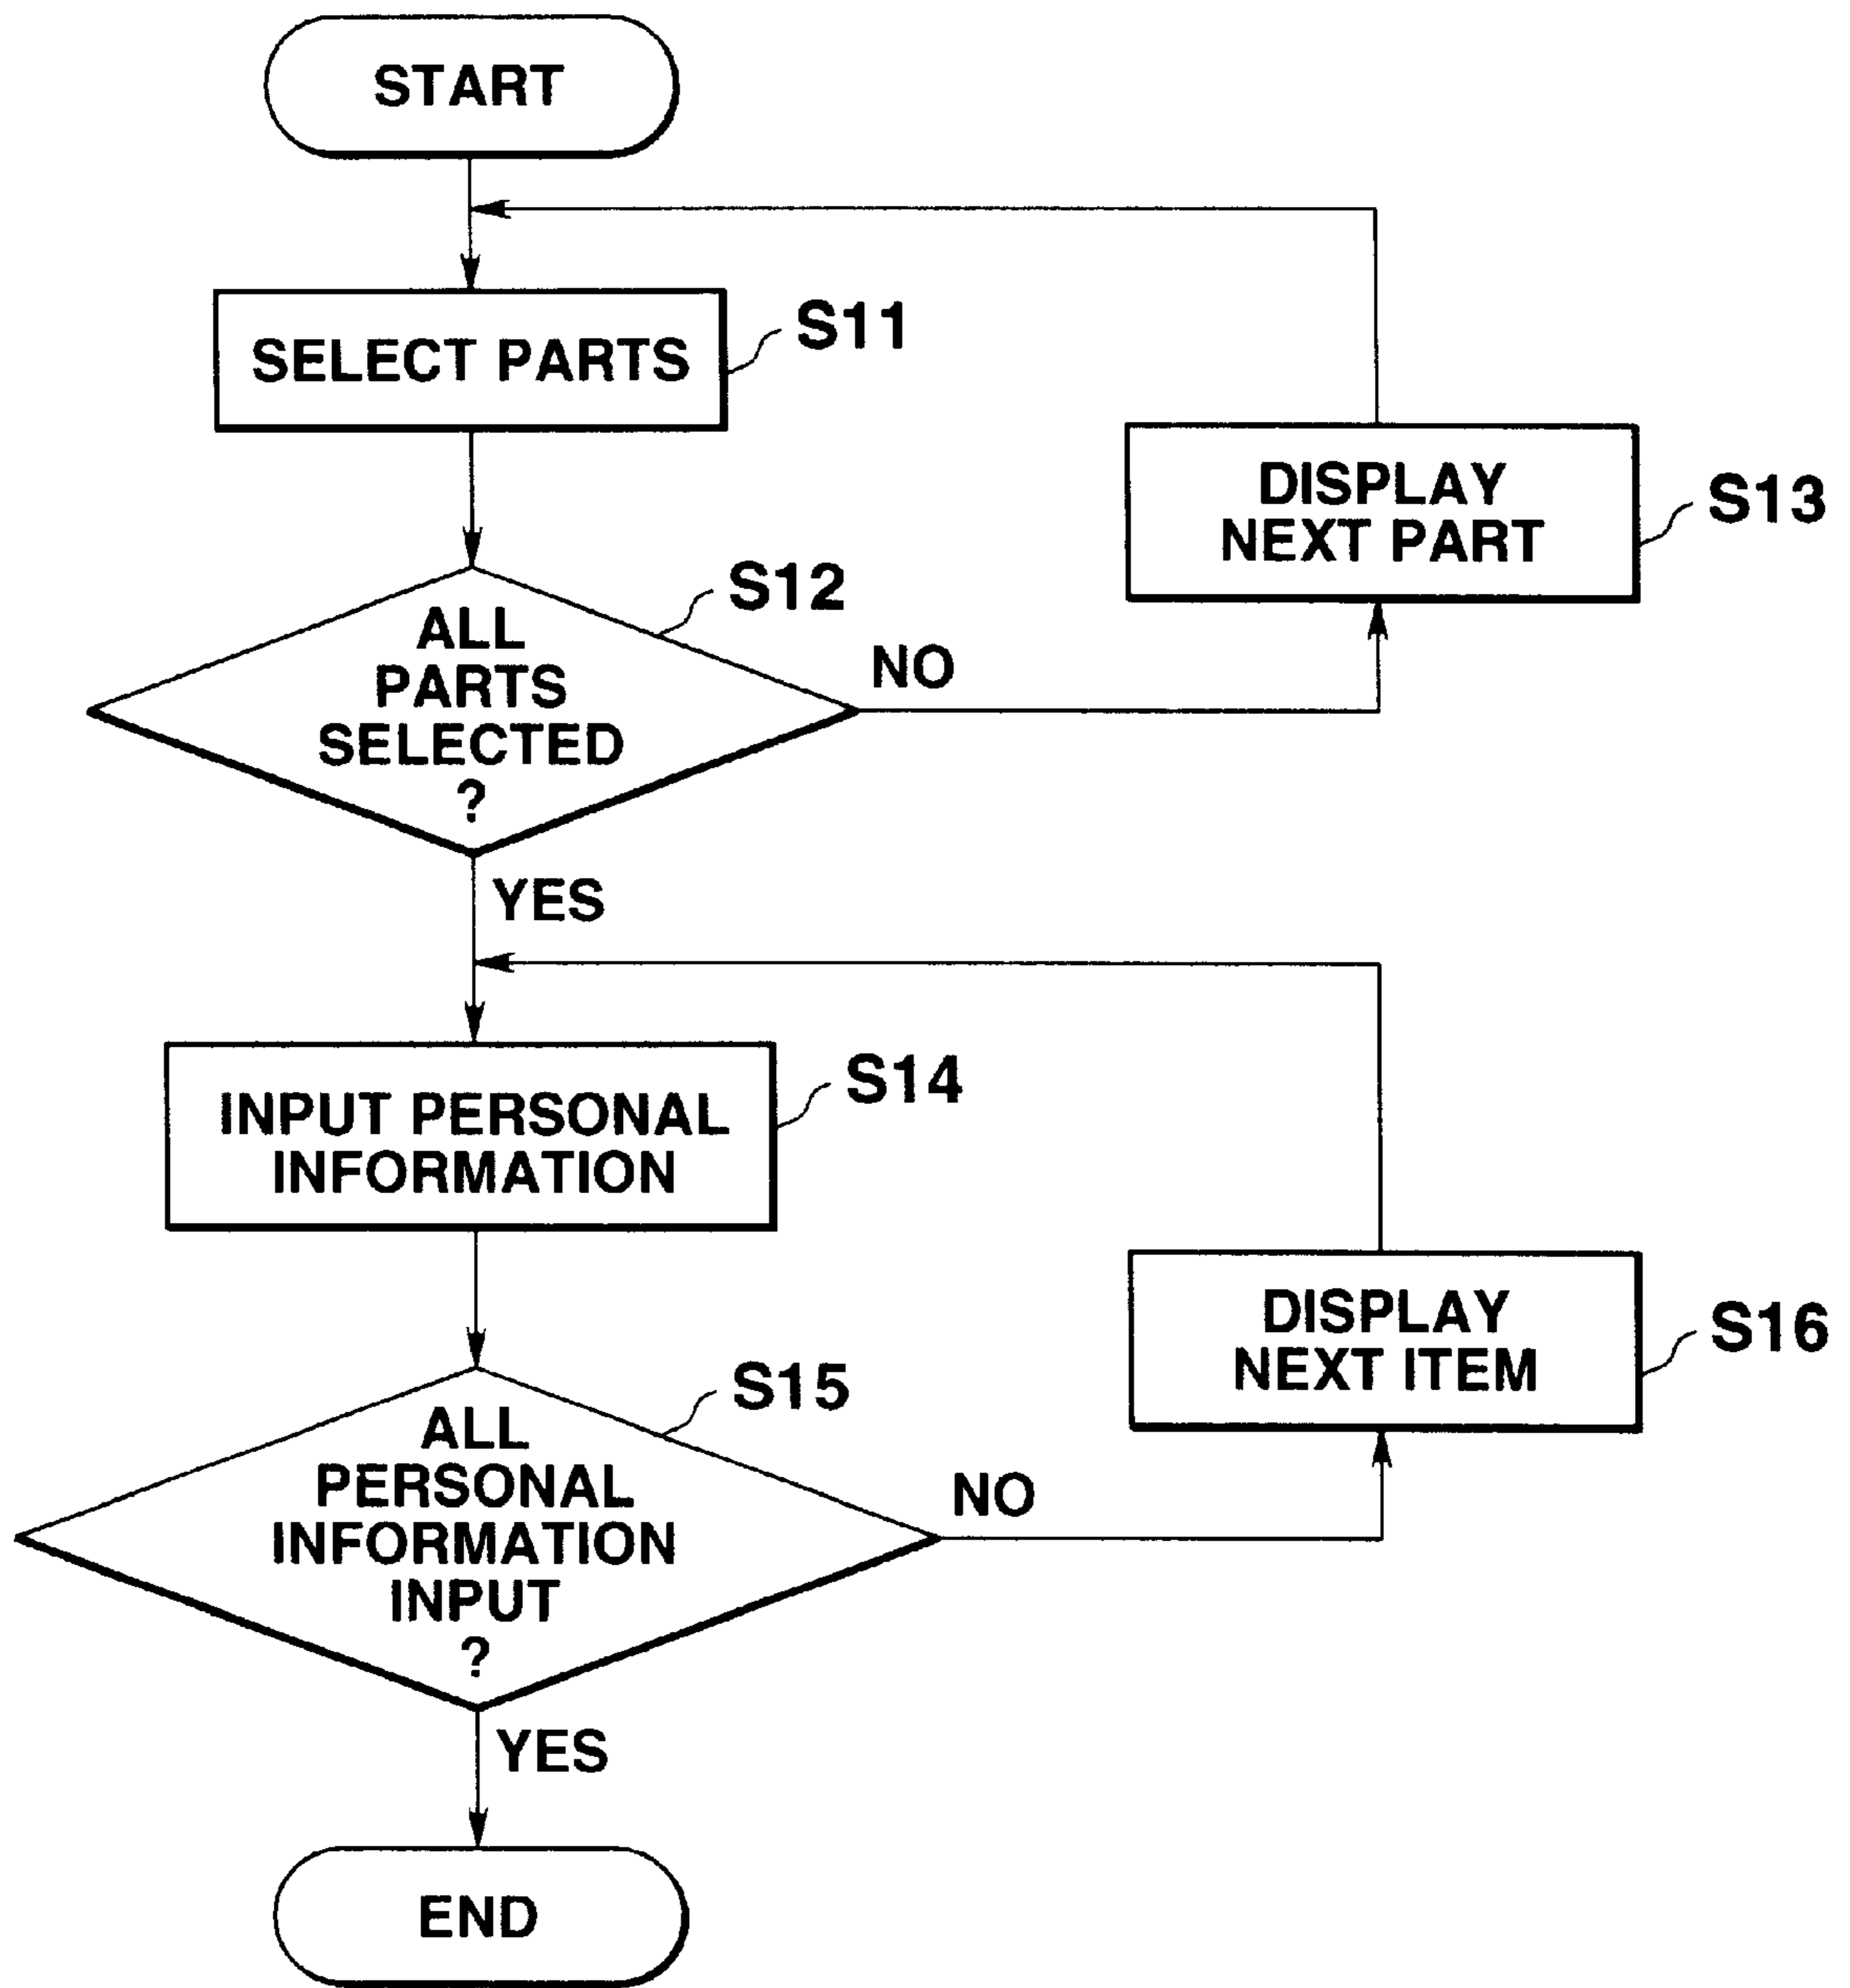 START
SELECT PARTS
S11
DISPLAY
NEXT PART
S13
S12
ALL
PARTS
SELECTED
?
NO
YES
INPUT PERSONAL
INFORMATION
S14
DISPLAY
NEXT ITEM
S16
S15
ALL
PERSONAL
INFORMATION
INPUT
?
NO
YES
END